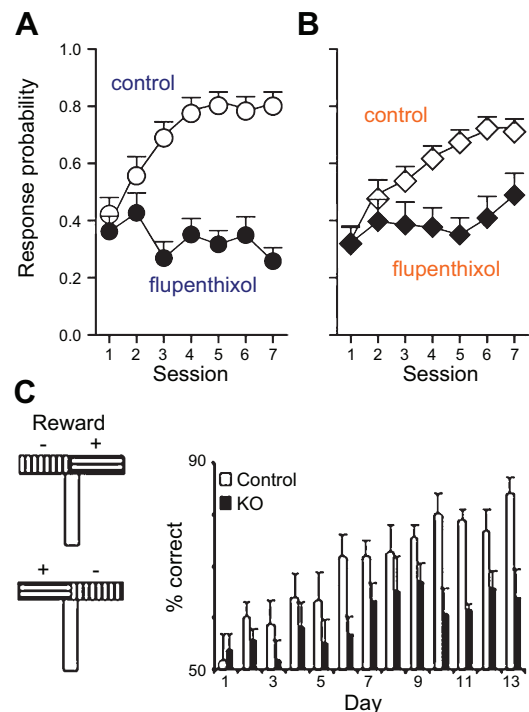 A
B
Response probability
1.0
0.8
0.6
0.4
0.2
0.0
control
flupenthixol
1 2 3 4 5 6 7
Session
control
flupenthixol
1 2 3 4 5 6 7
Session
C
Reward
- +
+ -
% correct
90
50
Control
KO
1 3 5 7 9 11 13
Day